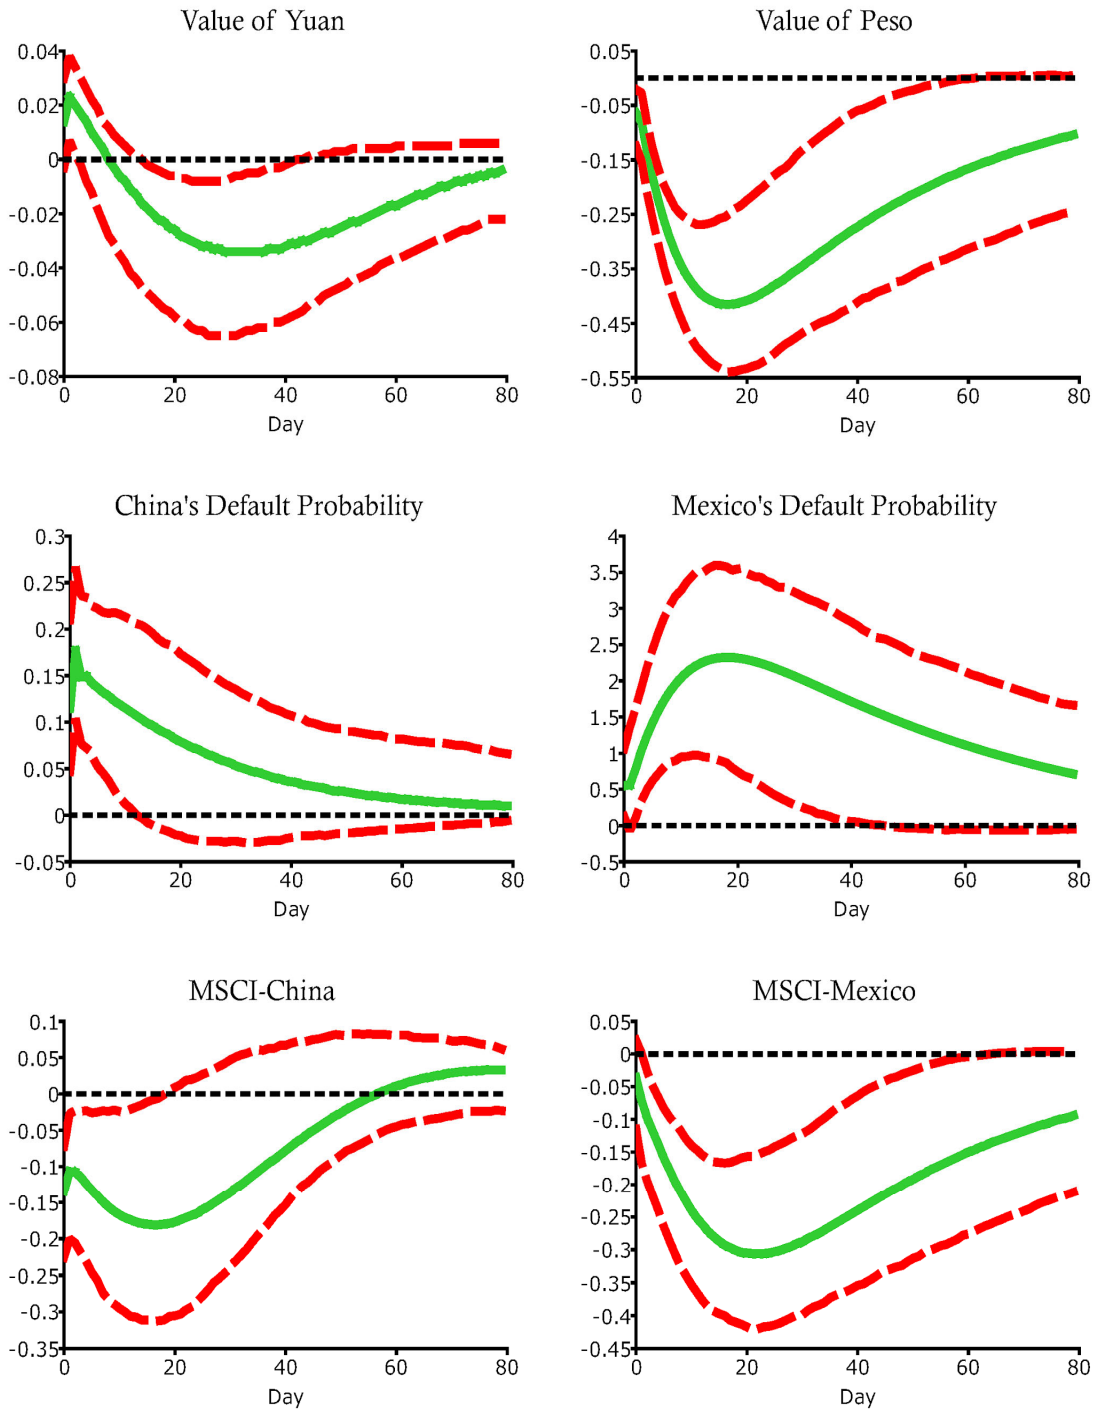 Value of Yuan
0.04
0.02
0
-0.02
-0.04
-0.06
-0.08
0 20 40 60 80
Day
Value of Peso
0.05
-0.05
-0.15
-0.25
-0.35
-0.45
-0.55
0 20 40 60 80
Day
China's Default Probability
0.3
0.25
0.2
0.15
0.1
0.05
0
-0.05
0 20 40 60 80
Day
Mexico's Default Probability
4
3.5
3
2.5
2
1.5
1
0.5
0
-0.5
0 20 40 60 80
Day
MSCI-China
0.1
0.05
0
-0.05
-0.1
-0.15
-0.2
-0.25
-0.3
-0.35
0 20 40 60 80
Day
MSCI-Mexico
0.05
0
-0.05
-0.1
-0.15
-0.2
-0.25
-0.3
-0.35
-0.4
-0.45
0 20 40 60 80
Day